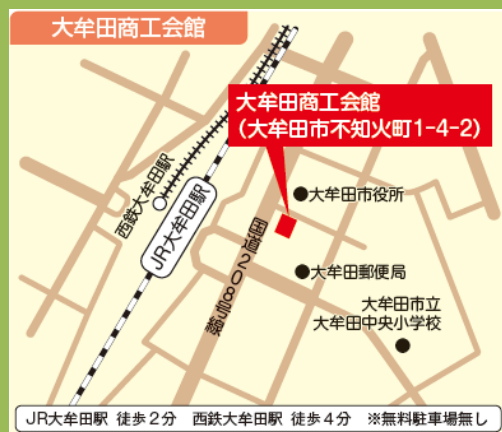 大牟田商工会館
大牟田商工会館
(大牟田市不知火町1-4-2)
西鉄大牟田駅
JR大牟田駅
国道208号線
●大牟田市役所
●大牟田郵便局
大牟田市立
大牟田中央小学校
JR大牟田駅 徒歩2分 西鉄大牟田駅 徒歩4分 ※無料駐車場無し